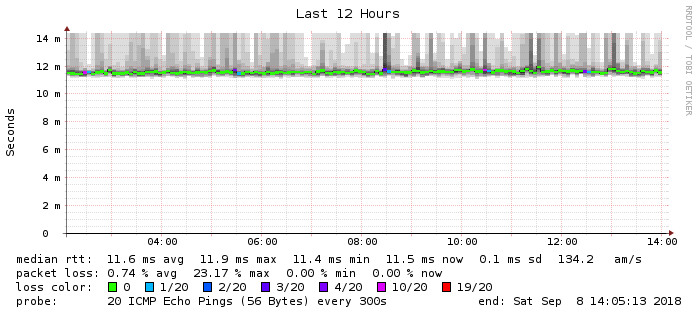 Last 12 Hours
RRDTOOL / TOBI OETIKER
Seconds
14 m
12 m
10 m
8 m
6 m
4 m
2 m
0
04:00 06:00 08:00 10:00 12:00 14:00
median rtt: 11.6 ms avg 11.9 ms max 11.4 ms min 11.5 ms now 0.1 ms sd 134.2 am/s
packet loss: 0.74 % avg 23.17 % max 0.00 % min 0.00 % now
loss color: 0 1/20 2/20 3/20 4/20 10/20 19/20
probe: 20 ICMP Echo Pings (56 Bytes) every 300s end: Sat Sep 8 14:05:13 2018